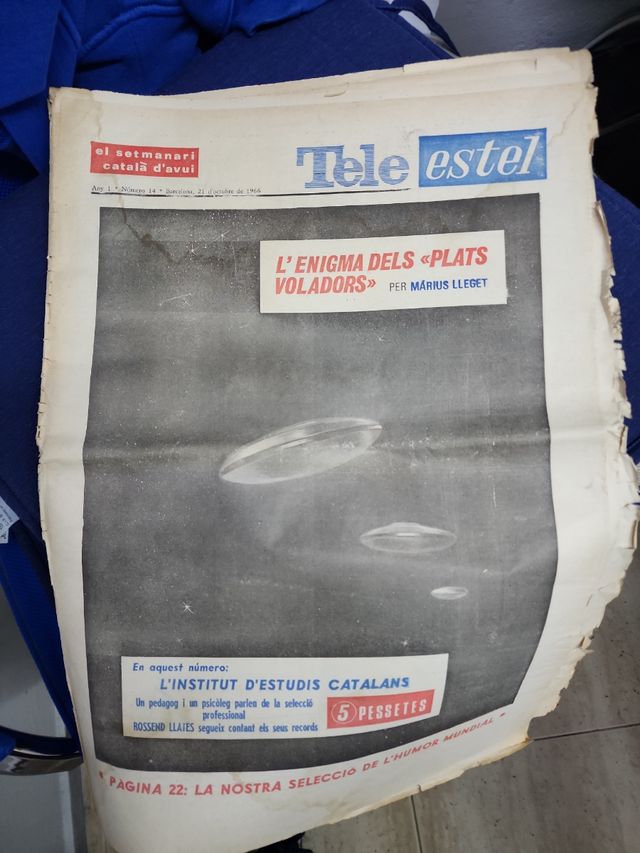 el setmanari
català d'avui
Tele estel
Any I * Número 14 * Barcelona, 21 d'octubre de 1966
L'ENIGMA DELS «PLATS
VOLADORS» PER MÀRIUS LLEGET
En aquest número:
L'INSTITUT D'ESTUDIS CATALANS
Un pedagog i un psicòleg parlen de la selecció
professional
ROSSEND LLATES segueix contant els seus records
5 PESSETES
* PÀGINA 22: LA NOSTRA SELECCIÓ DE L'HUMOR MUNDIAL *